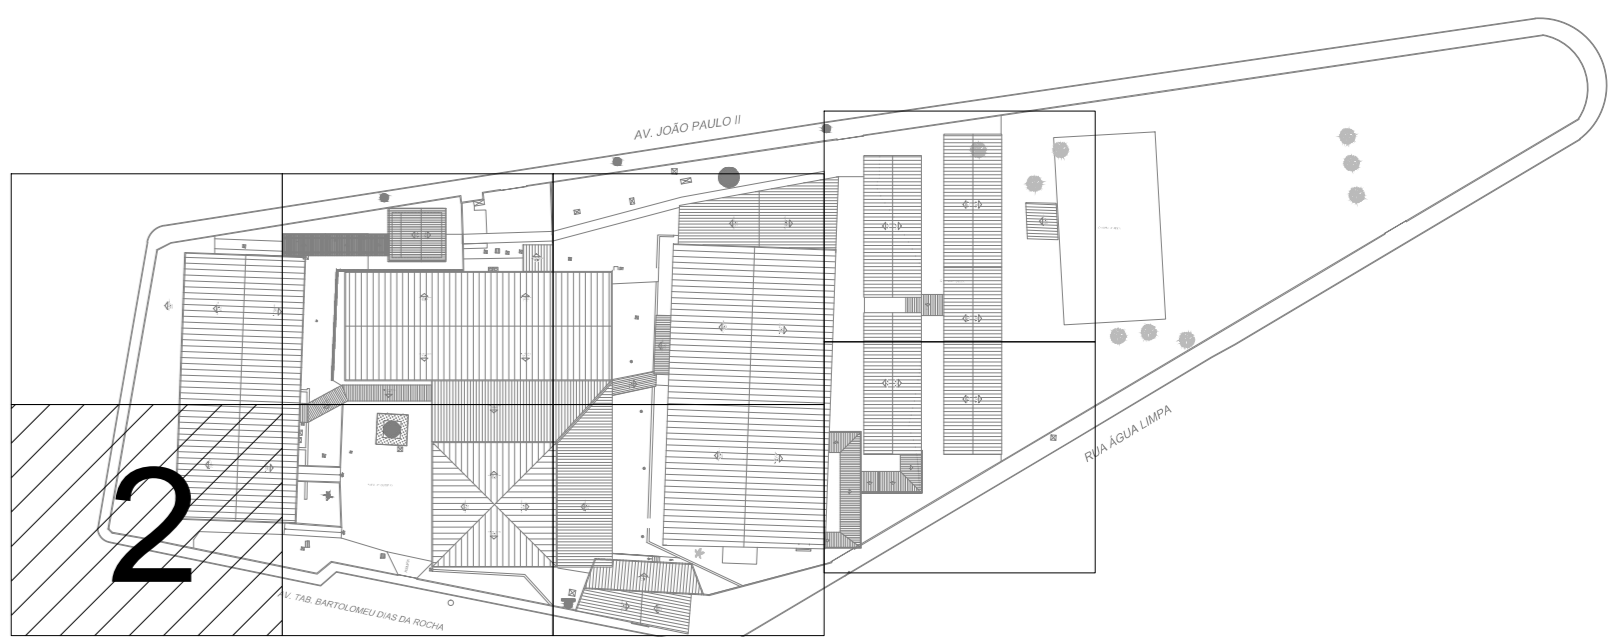 AV. JOÃO PAULO II
RUA ÁGUA LIMPA
2
AV. TAB. BARTOLOMEU DIAS DA ROCHA